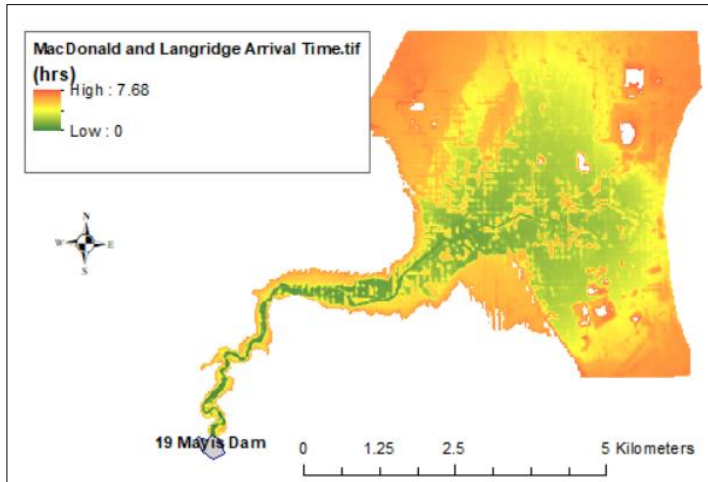 MacDonald and Langridge Arrival Time.tif
(hrs)
High : 7.68
Low : 0
N
W E
S
19 Mayis Dam
0 1.25 2.5 5 Kilometers